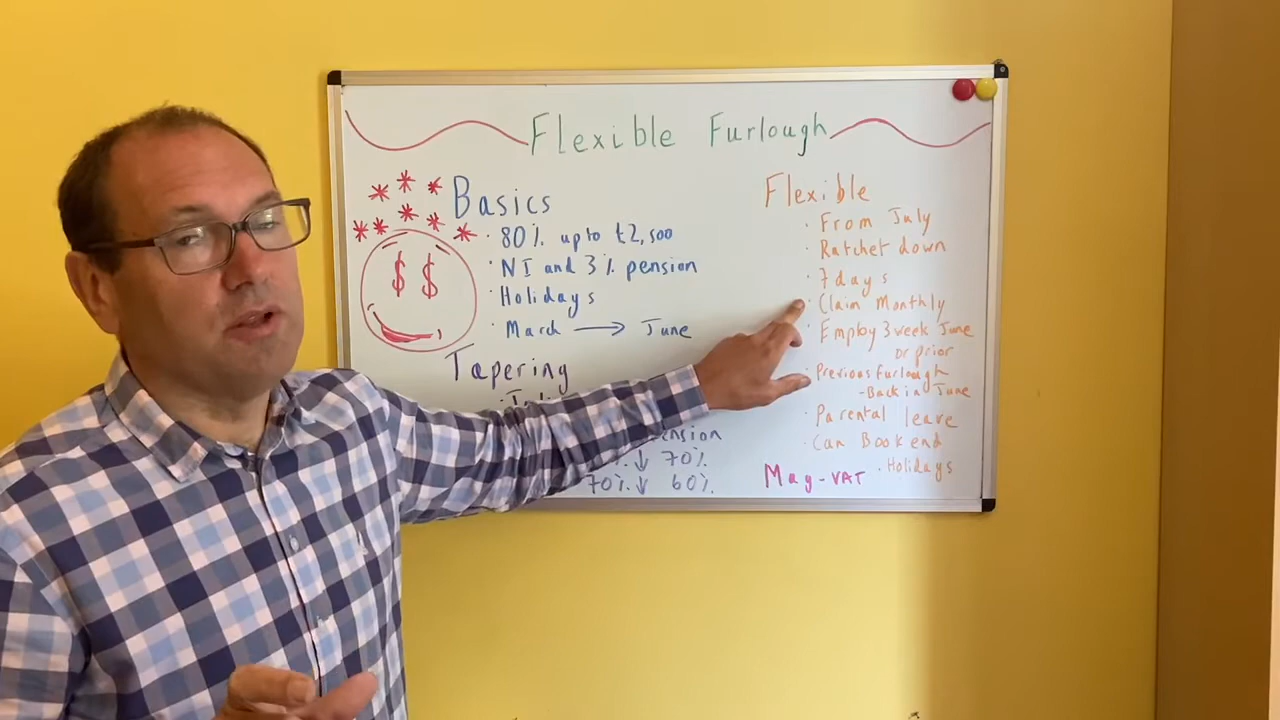 Flexible Furlough
Basics
· 80% up to £2,500
· NI and 3% pension
· Holidays
· March → June
$ $
Tapering
pension
↓ 70%
70% ↓ 60%
Flexible
· From July
· Ratchet down
· 7 days
· Claim Monthly
· Employ 3 week June
or prior
· Previous furlough
- Back in June
· Parental leave
· Can Book end
· Holidays
May - VAT